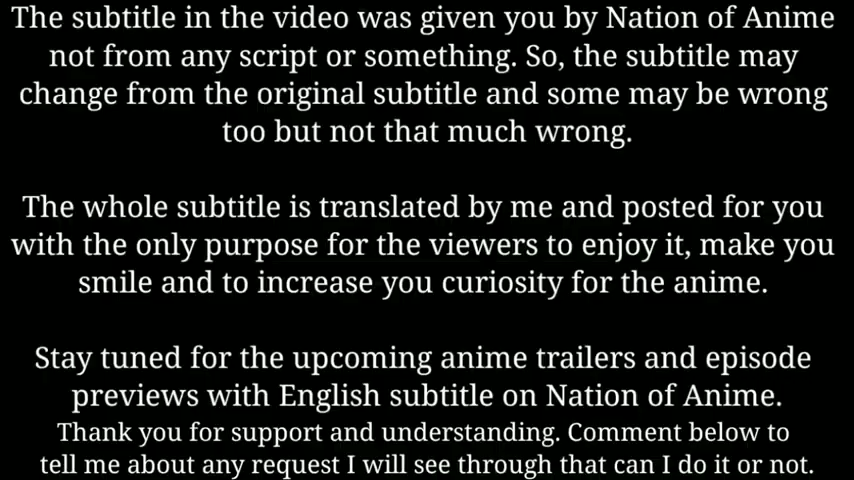 The subtitle in the video was given you by Nation of Anime
not from any script or something. So, the subtitle may
change from the original subtitle and some may be wrong
too but not that much wrong.
The whole subtitle is translated by me and posted for you
with the only purpose for the viewers to enjoy it, make you
smile and to increase you curiosity for the anime.
Stay tuned for the upcoming anime trailers and episode
previews with English subtitle on Nation of Anime.
Thank you for support and understanding. Comment below to
tell me about any request I will see through that can I do it or not.